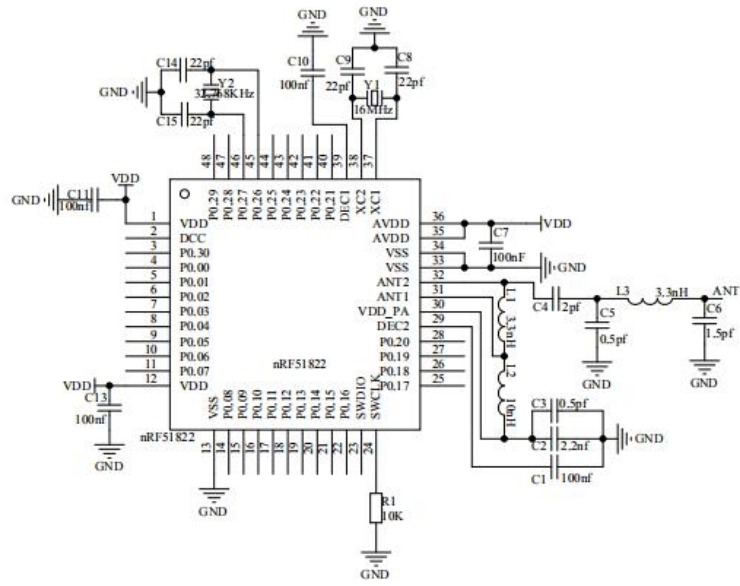 GND
GND
C14
22pf
C10
100nf
C9
22pf
C8
22pf
Y2
32.768KHz
Y1
16MHz
GND
C15
22pf
48
47
46
45
44
43
42
41
40
39
38
37
VDD
GND
C11
100nf
P0.29
P0.28
P0.27
P0.26
P0.25
P0.24
P0.23
P0.22
P0.21
DEC1
XC2
XC1
1
VDD
AVDD
36
VDD
2
DCC
AVDD
35
C7
3
P0.30
VSS
34
100nF
4
P0.00
VSS
33
GND
5
P0.01
ANT2
32
6
P0.02
ANT1
31
7
P0.03
VDD_PA
30
8
P0.04
DEC2
29
9
P0.05
P0.20
28
10
P0.06
P0.19
27
11
P0.07
P0.18
26
12
VDD
P0.17
25
L1
3.3nH
C4
2pf
L3
3.3nH
ANT
C5
0.5pf
C6
1.5pf
GND
GND
nRF51822
VDD
C13
100nf
GND
L2
10nH
VSS
P0.08
P0.09
P0.10
P0.11
P0.12
P0.13
P0.14
P0.15
P0.16
SWDIO
SWCLK
nRF51822
13
14
15
16
17
18
19
20
21
22
23
24
C3
0.5pf
C2
2.2nf
GND
C1
100nf
GND
R1
10K
GND